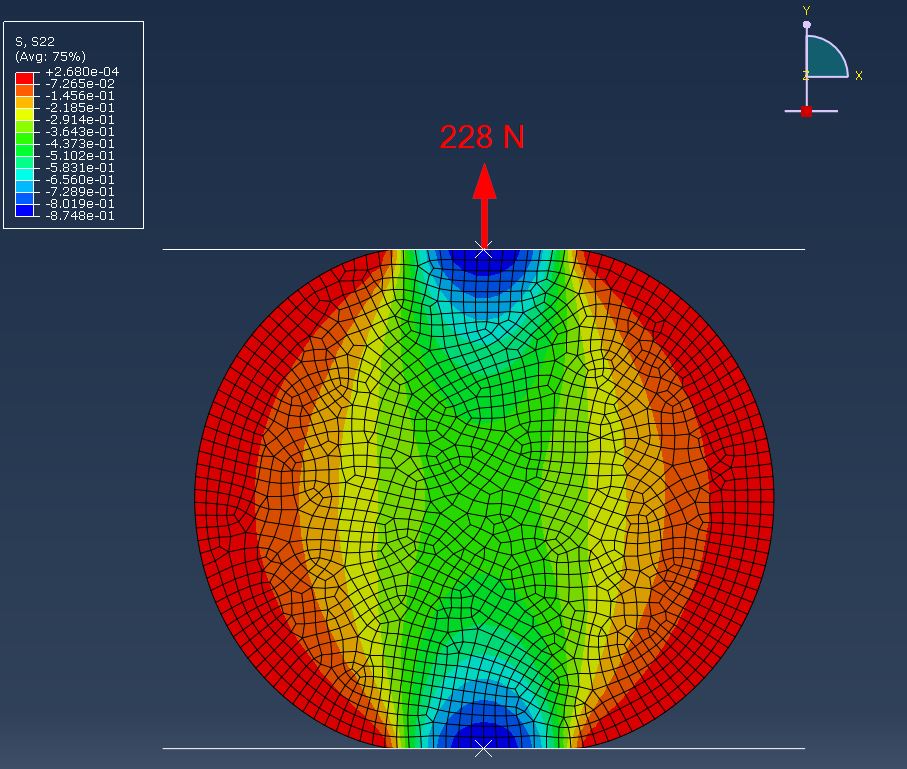 S, S22
(Avg: 75%)
+2.680e-04
-7.265e-02
-1.456e-01
-2.185e-01
-2.914e-01
-3.643e-01
-4.373e-01
-5.102e-01
-5.831e-01
-6.560e-01
-7.289e-01
-8.019e-01
-8.748e-01
Y
Z
X
228 N